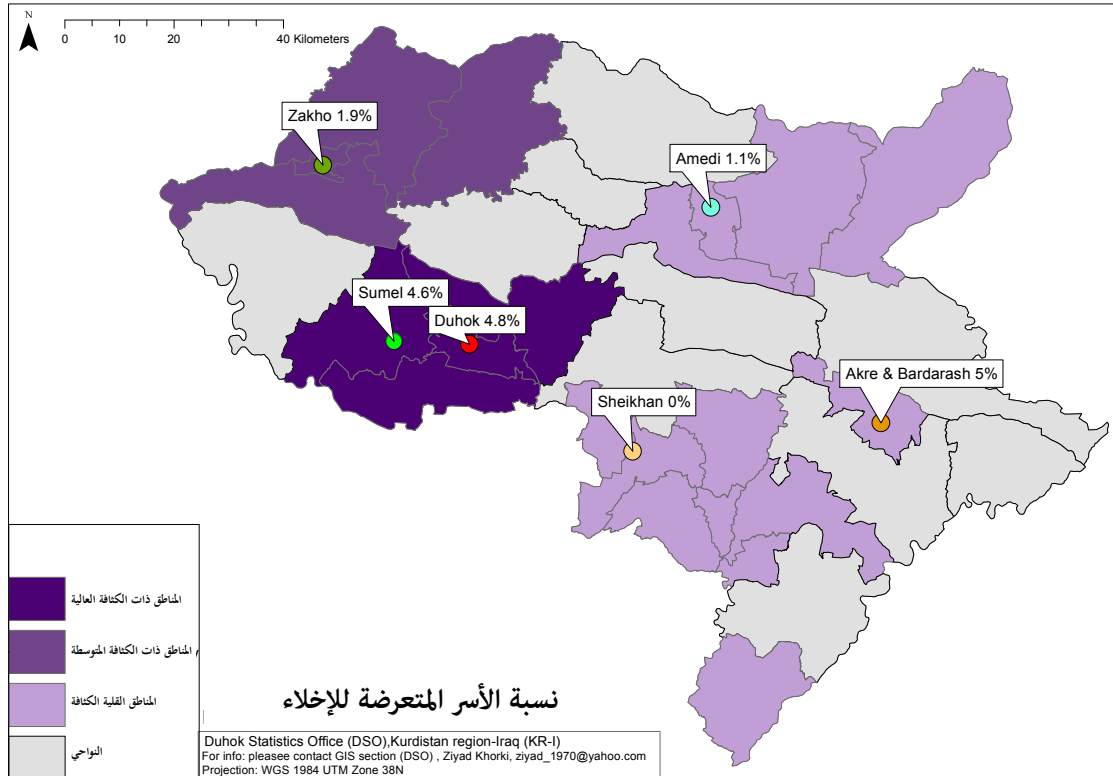 N
0 10 20 40 Kilometers
Zakho 1.9%
Amedi 1.1%
Sumel 4.6%
Duhok 4.8%
Akre & Bardarash 5%
Sheikhan 0%
المناطق ذات الكثافة العالية
م المناطق ذات الكثافة المتوسطة
المناطق القلية الكثافة
النواحي
نسبة الأسر المتعرضة للإخلاء
Duhok Statistics Office (DSO),Kurdistan region-Iraq (KR-I)
For info: pleasee contact GIS section (DSO) , Ziyad Khorki, ziyad_1970@yahoo.com
Projection: WGS 1984 UTM Zone 38N